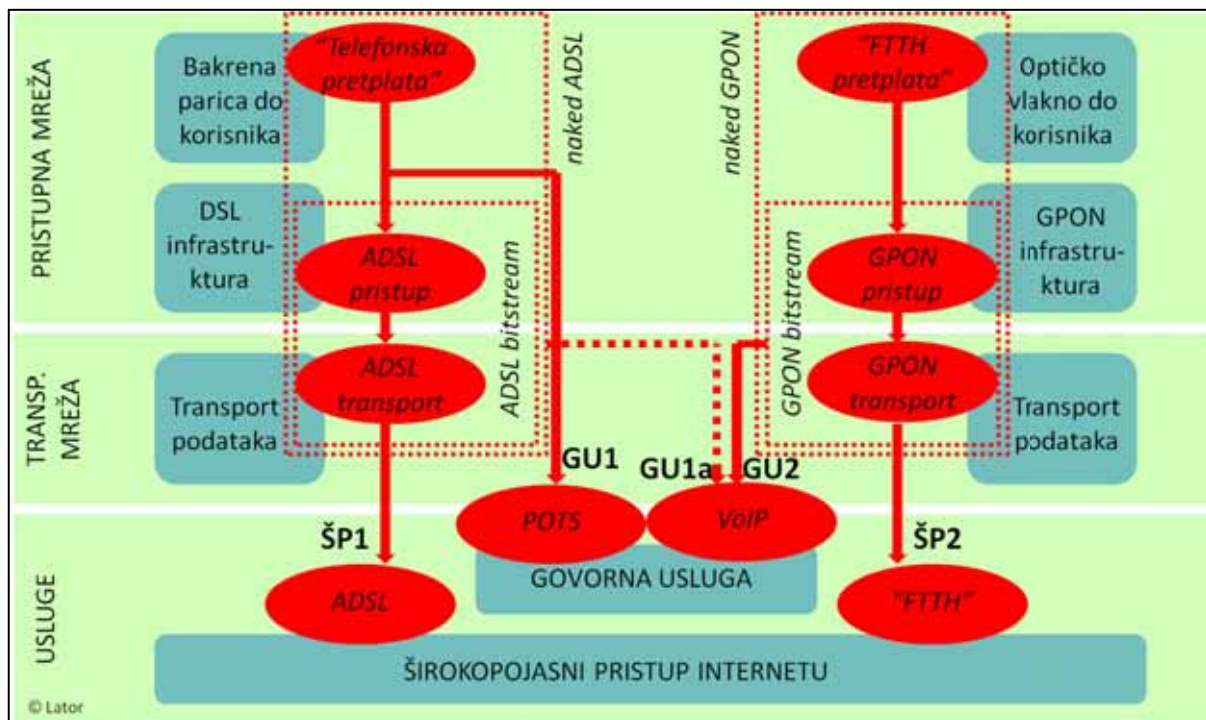 PRISTUPNA MREŽA
Bakrena
parica do
korisnika
"Telefonska
pretplata"
naked ADSL
naked GPON
"FTTH
pretplata"
Optičko
vlakno do
korisnika
DSL
infrastru-
ktura
ADSL
pristup
ADSL bitstream
GPON bitstream
GPON
pristup
GPON
infrastru-
ktura
TRANSP.
MREŽA
Transport
podataka
ADSL
transport
GPON
transport
Transport
podataka
GU1
GU1a
GU2
POTS
VoIP
USLUGE
ŠP1
ŠP2
GOVORNA USLUGA
ADSL
"FTTH"
ŠIROKOPOJASNI PRISTUP INTERNETU
© Lator